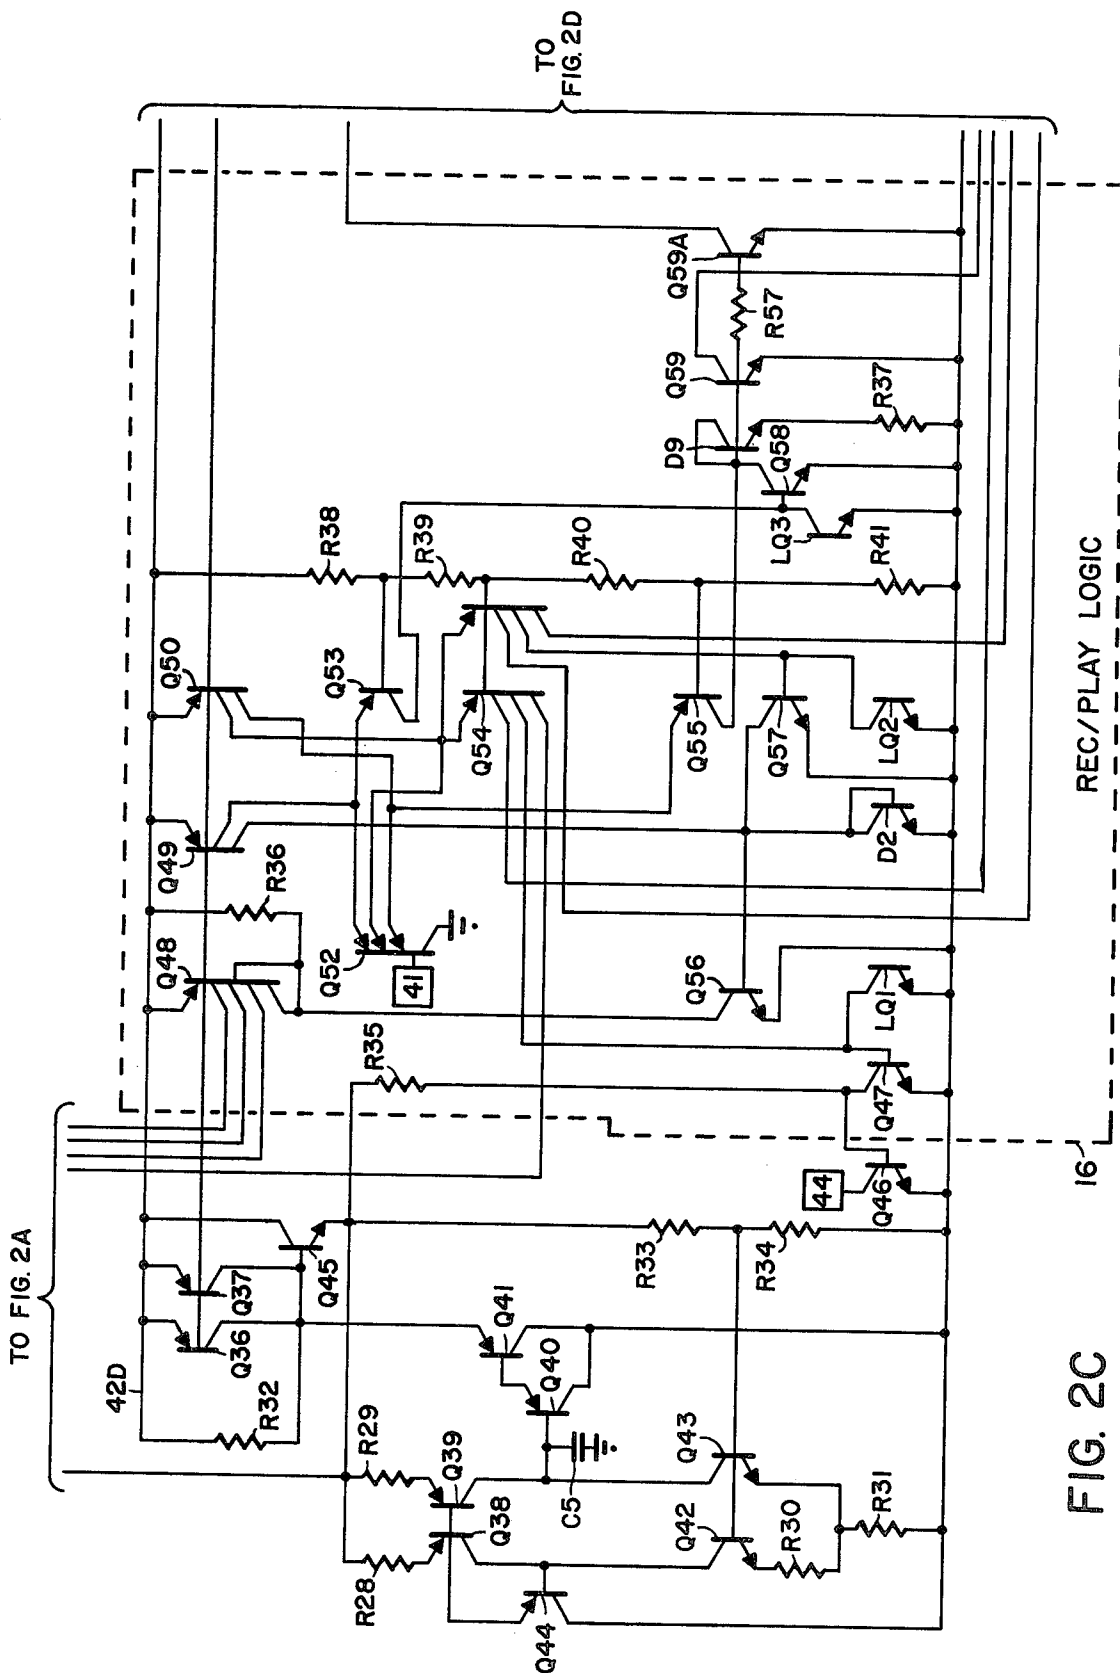 TO FIG. 2A
TO
FIG. 2D
42D
R32
Q36
Q37
Q45
R29
R28
Q39
Q38
Q44
C5
Q41
Q40
Q42
Q43
R30
R31
R33
R34
44
Q46
Q47
R35
LQ1
Q48
R36
Q49
Q50
Q52
41
Q53
Q54
Q55
Q56
Q57
D2
LQ2
R38
R39
R40
R41
LQ3
Q58
D9
R37
Q59
R57
Q59A
16
REC/PLAY LOGIC
FIG. 2C